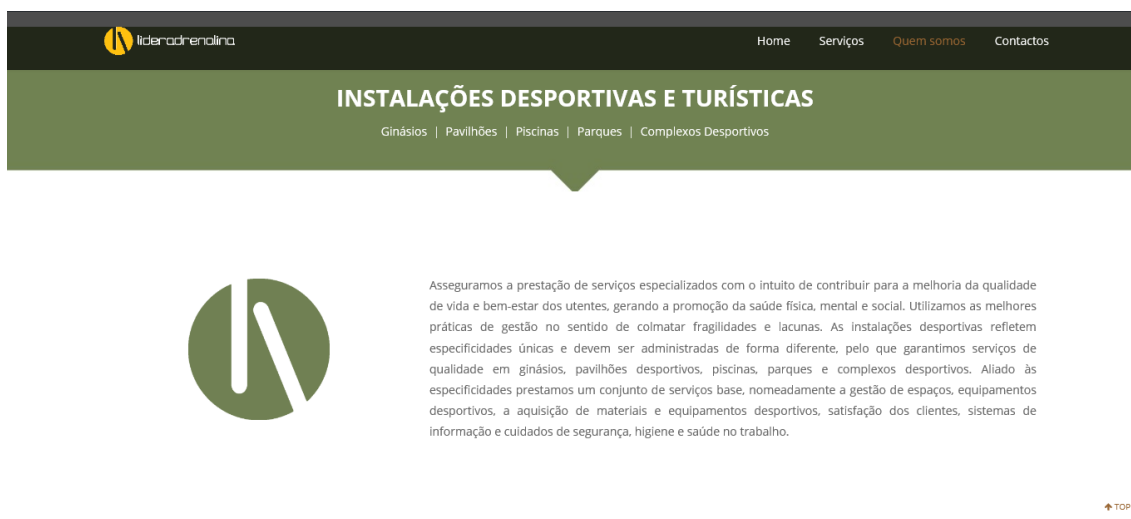 lideradrenalina
Home Serviços Quem somos Contactos
INSTALAÇÕES DESPORTIVAS E TURÍSTICAS
Ginásios | Pavilhões | Piscinas | Parques | Complexos Desportivos
Asseguramos a prestação de serviços especializados com o intuito de contribuir para a melhoria da qualidade
de vida e bem-estar dos utentes, gerando a promoção da saúde física, mental e social. Utilizamos as melhores
práticas de gestão no sentido de colmatar fragilidades e lacunas. As instalações desportivas refletem
especificidades únicas e devem ser administradas de forma diferente, pelo que garantimos serviços de
qualidade em ginásios, pavilhões desportivos, piscinas, parques e complexos desportivos. Aliado às
especificidades prestamos um conjunto de serviços base, nomeadamente a gestão de espaços, equipamentos
desportivos, a aquisição de materiais e equipamentos desportivos, satisfação dos clientes, sistemas de
informação e cuidados de segurança, higiene e saúde no trabalho.
TOP